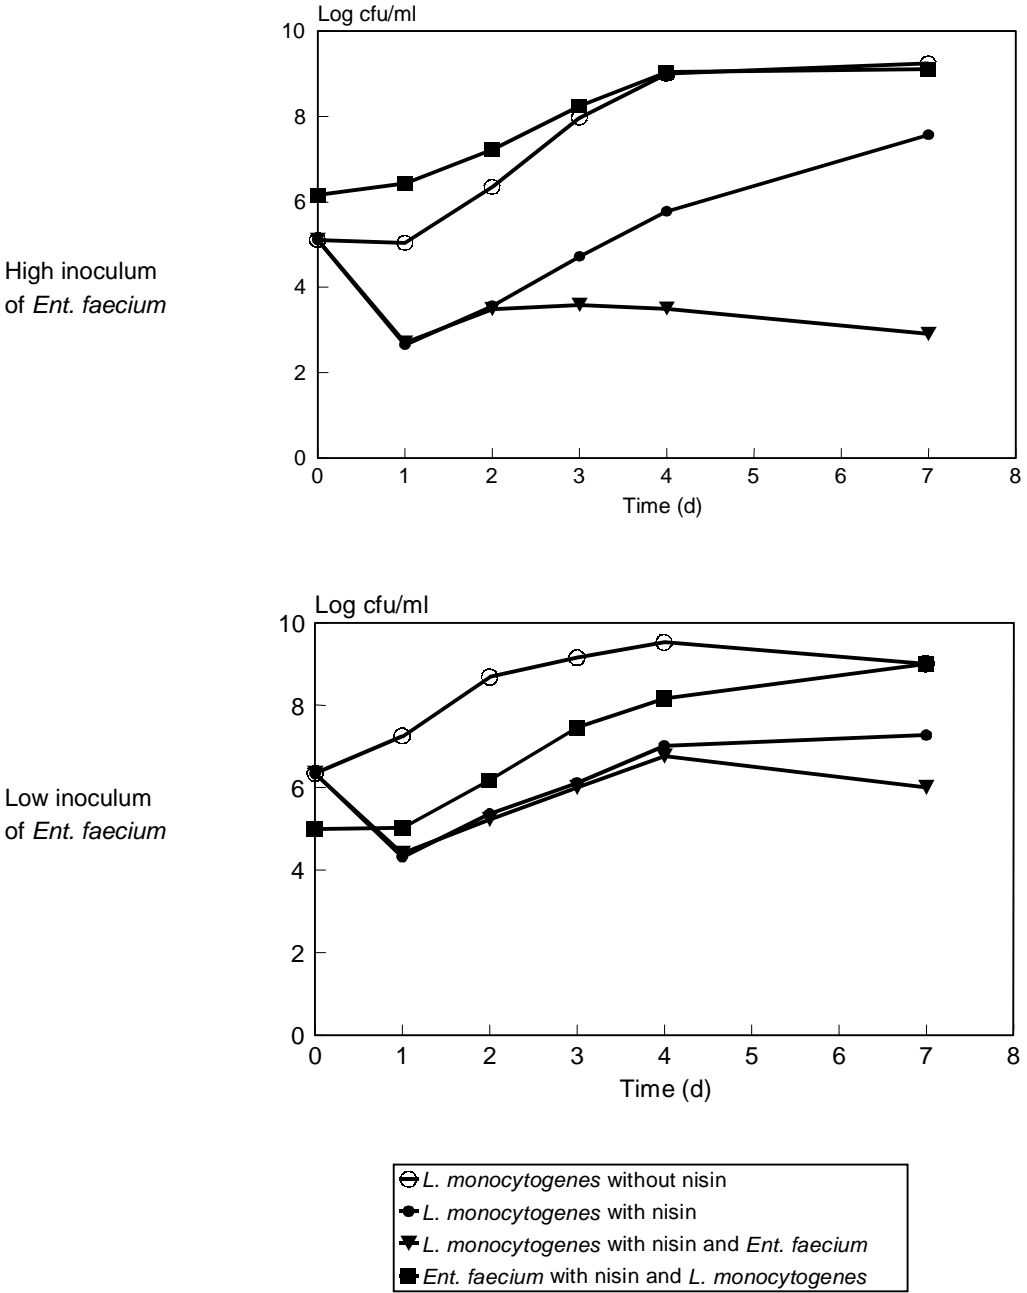 Log cfu/ml
10
8
6
4
2
0
0 1 2 3 4 5 6 7 8
Time (d)
High inoculum
of Ent. faecium
Log cfu/ml
10
8
6
4
2
0
0 1 2 3 4 5 6 7 8
Time (d)
Low inoculum
of Ent. faecium
L. monocytogenes without nisin
L. monocytogenes with nisin
L. monocytogenes with nisin and Ent. faecium
Ent. faecium with nisin and L. monocytogenes